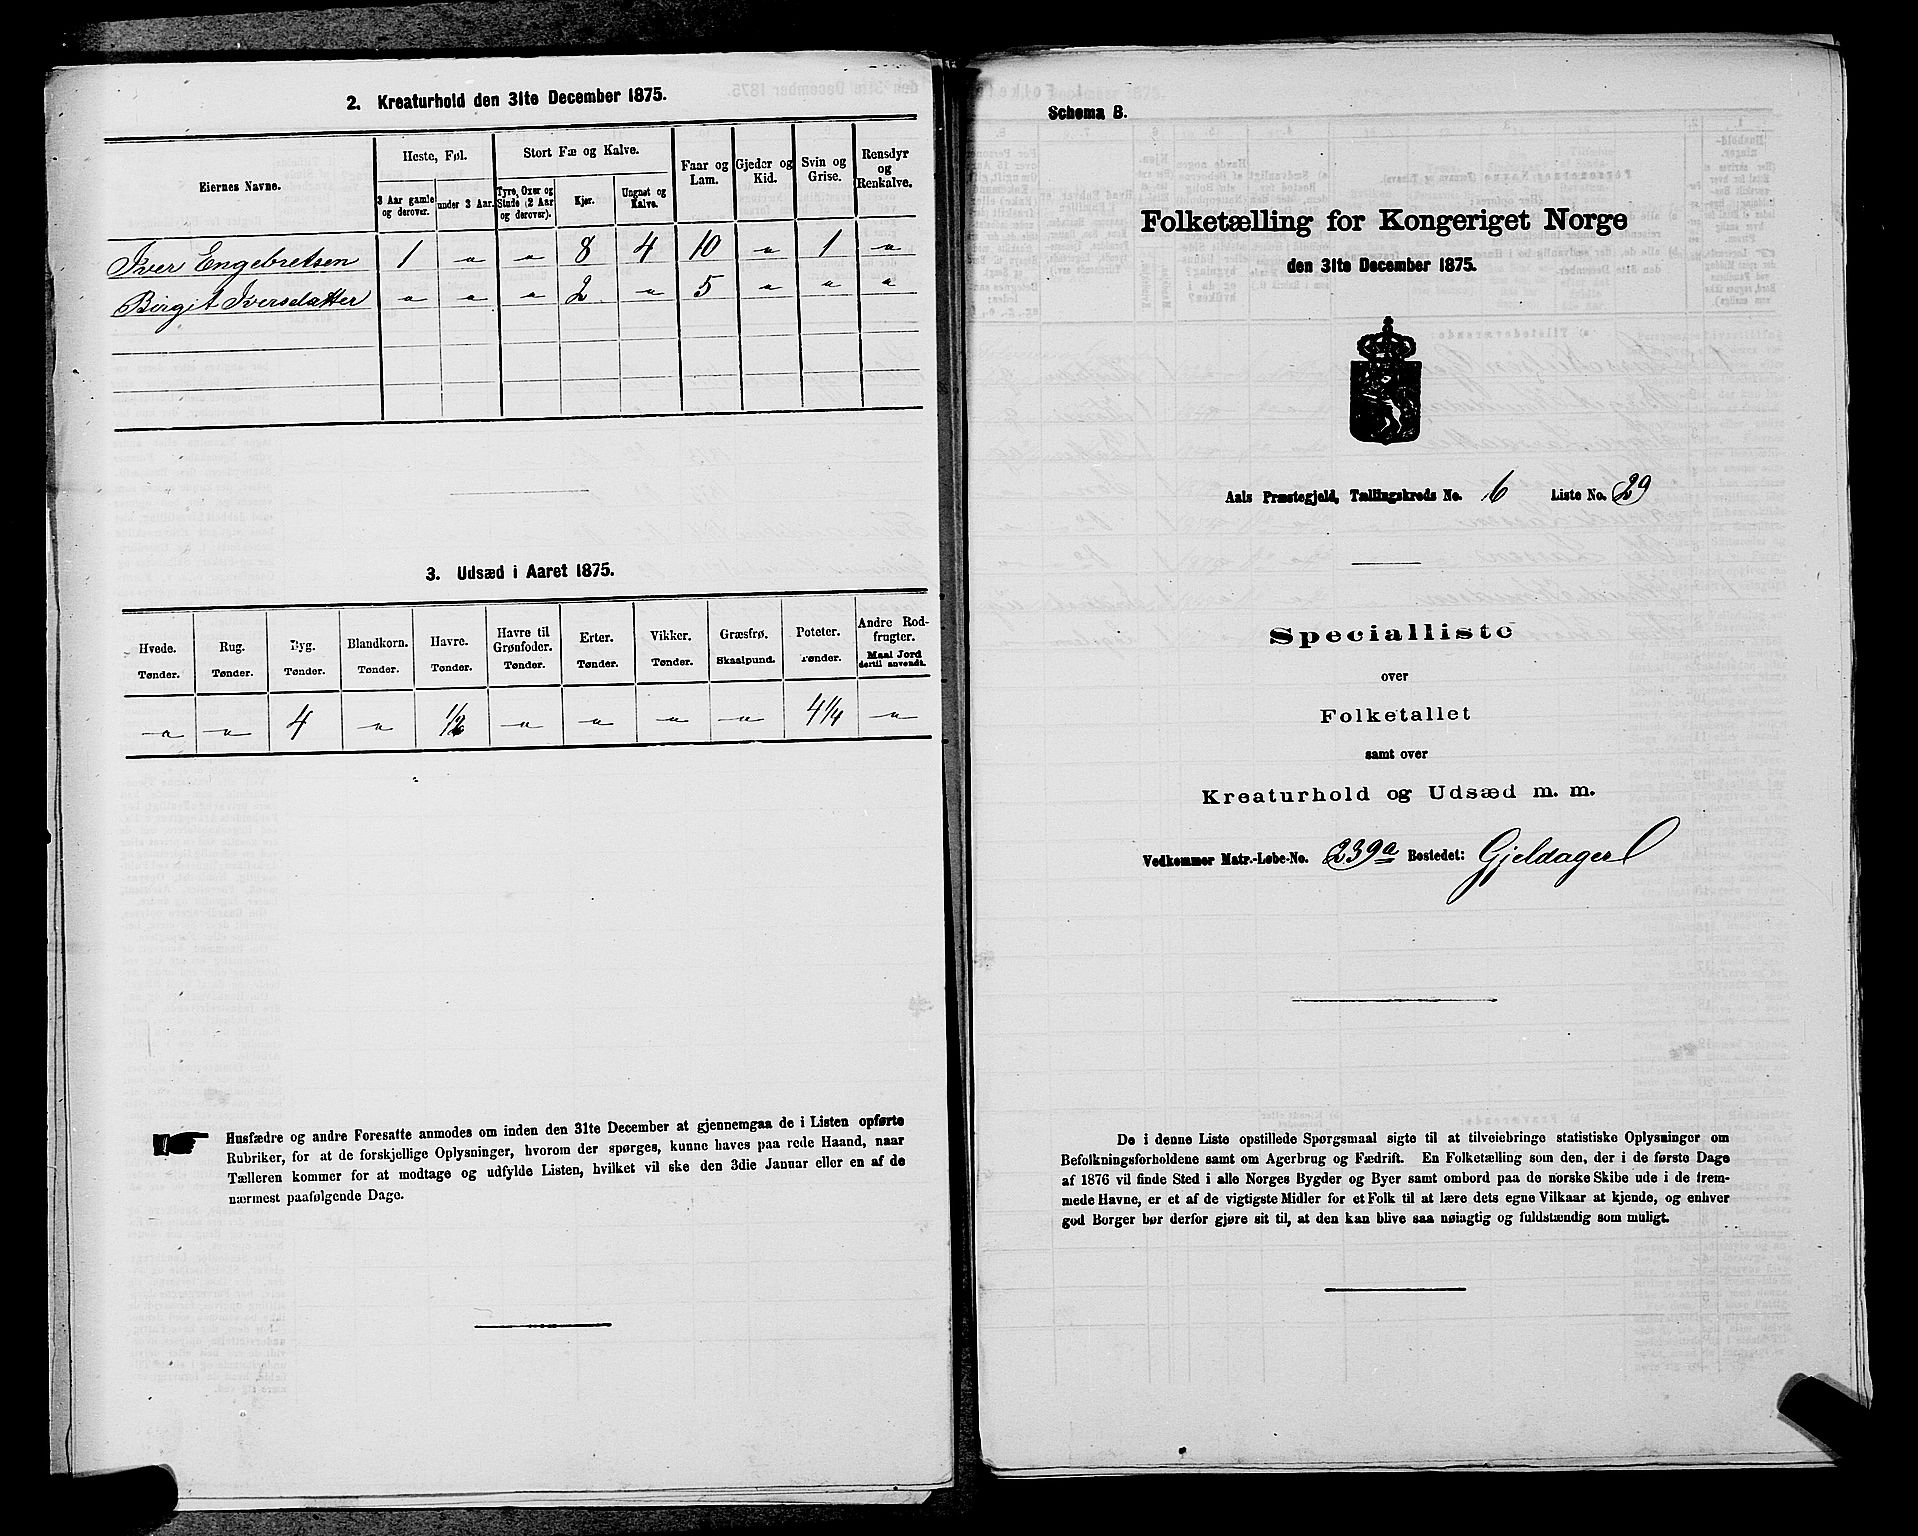 2. Kreaturhold den 31te December 1875.
Eiernes Navne.
Heste, Føl.
Stort Fæ og Kalve.
Faar og Lam.
Gjeder og Kid.
Svin og Grise.
Rensdyr og Renkalve.
3 Aar gamle og derover.
under 3 Aar.
Tyre, Oxer og Stude (2 Aar og derover).
Kjør.
Ungnøt og Kalve.
Iver Engebretsen 1 " " 8 4 10 " 1 "
Birgit Iversdatter " " " 2 " 5 " " "
3. Udsæd i Aaret 1875.
Hvede. Rug. Byg. Blandkorn. Havre. Havre til Grønfoder. Erter. Vikker. Græsfrø. Poteter. Andre Rodfrugter.
Tønder. Tønder. Tønder. Tønder. Tønder. Tønder. Tønder. Tønder. Skaalpund. Tønder. Maal Jord dertil anvendt.
" " 4 " 1/2 " " " " 4 1/4 "
Husfædre og andre Foresatte anmodes om inden den 31te December at gjennemgaa de i Listen opførte
Rubriker, for at de forskjellige Oplysninger, hvorom der spørges, kunne haves paa rede Haand, naar
Tælleren kommer for at modtage og udfylde Listen, hvilket vil ske den 3die Januar eller en af de
nærmest paafølgende Dage.
Schema B.
Folketælling for Kongeriget Norge
den 31te December 1875.
Aals Præstegjeld, Tællingskreds No. 6 Liste No. 29
Specialliste
over
Folketallet
samt over
Kreaturhold og Udsæd m. m.
Vedkommer Matr.-Løbe-No. 239a Bostedet: Gjeldager
De i denne Liste opstillede Spørgsmaal sigte til at tilveiebringe statistiske Oplysninger om
Befolkningsforholdene samt om Agerbrug og Fædrift. En Folketælling som den, der i de første Dage
af 1876 vil finde Sted i alle Norges Bygder og Byer samt ombord paa de norske Skibe ude i de frem-
mede Havne, er et af de vigtigste Midler for et Folk til at lære dets egne Vilkaar at kjende, og enhver
god Borger bør derfor gjøre sit til, at den kan blive saa nøiagtig og fuldstændig som muligt.